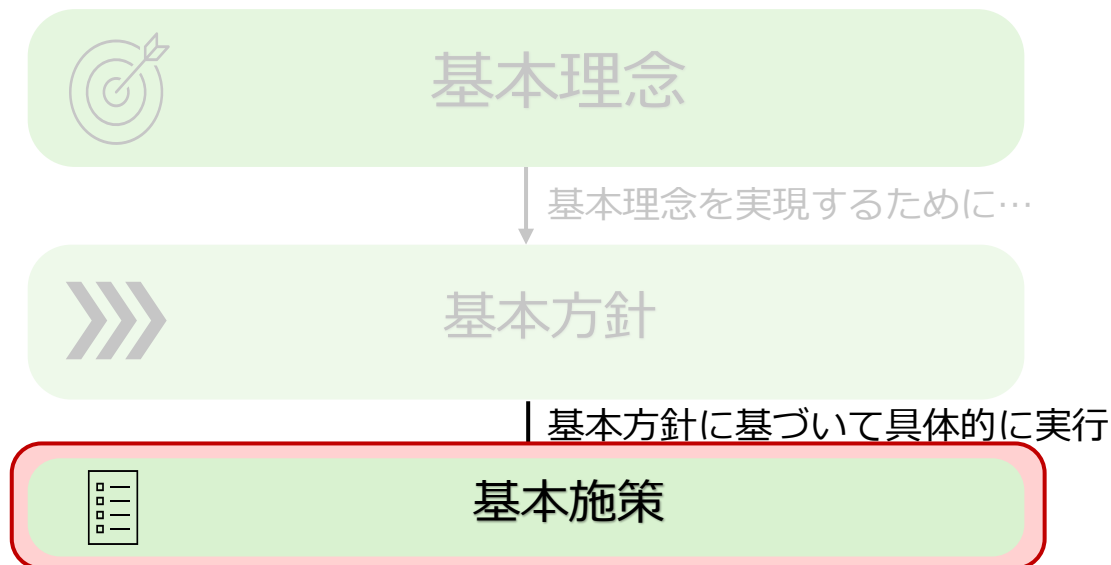 基本理念
基本理念を実現するために…
基本方針
基本方針に基づいて具体的に実行
基本施策